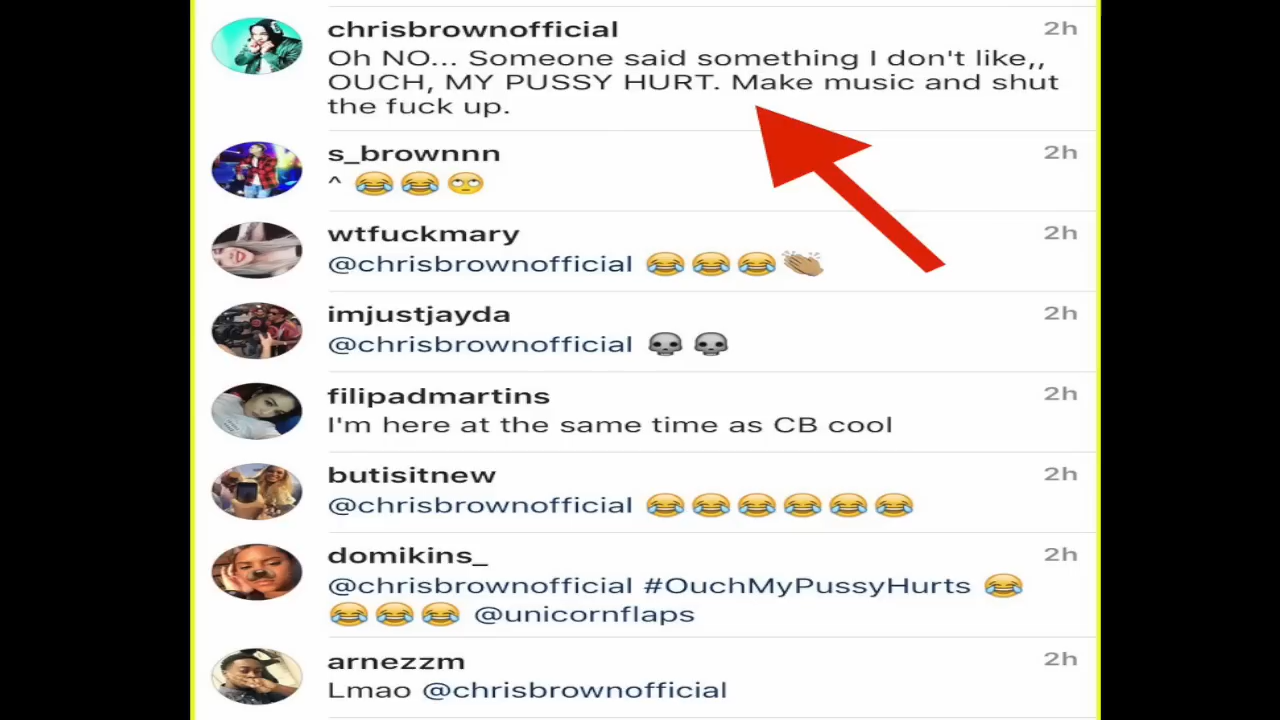 chrisbrownofficial 2h
Oh NO... Someone said something I don't like,,
OUCH, MY PUSSY HURT. Make music and shut
the fuck up.
s_brownnn 2h
^ 😂😂🙄
wtfuckmary 2h
@chrisbrownofficial 😂😂😂👏🏽
imjustjayda 2h
@chrisbrownofficial 💀💀
filipadmartins 2h
I'm here at the same time as CB cool
butisitnew 2h
@chrisbrownofficial 😂😂😂😂😂😂
domikins_ 2h
@chrisbrownofficial #OuchMyPussyHurts 😂
😂😂😂 @unicornflaps
arnezzm 2h
Lmao @chrisbrownofficial